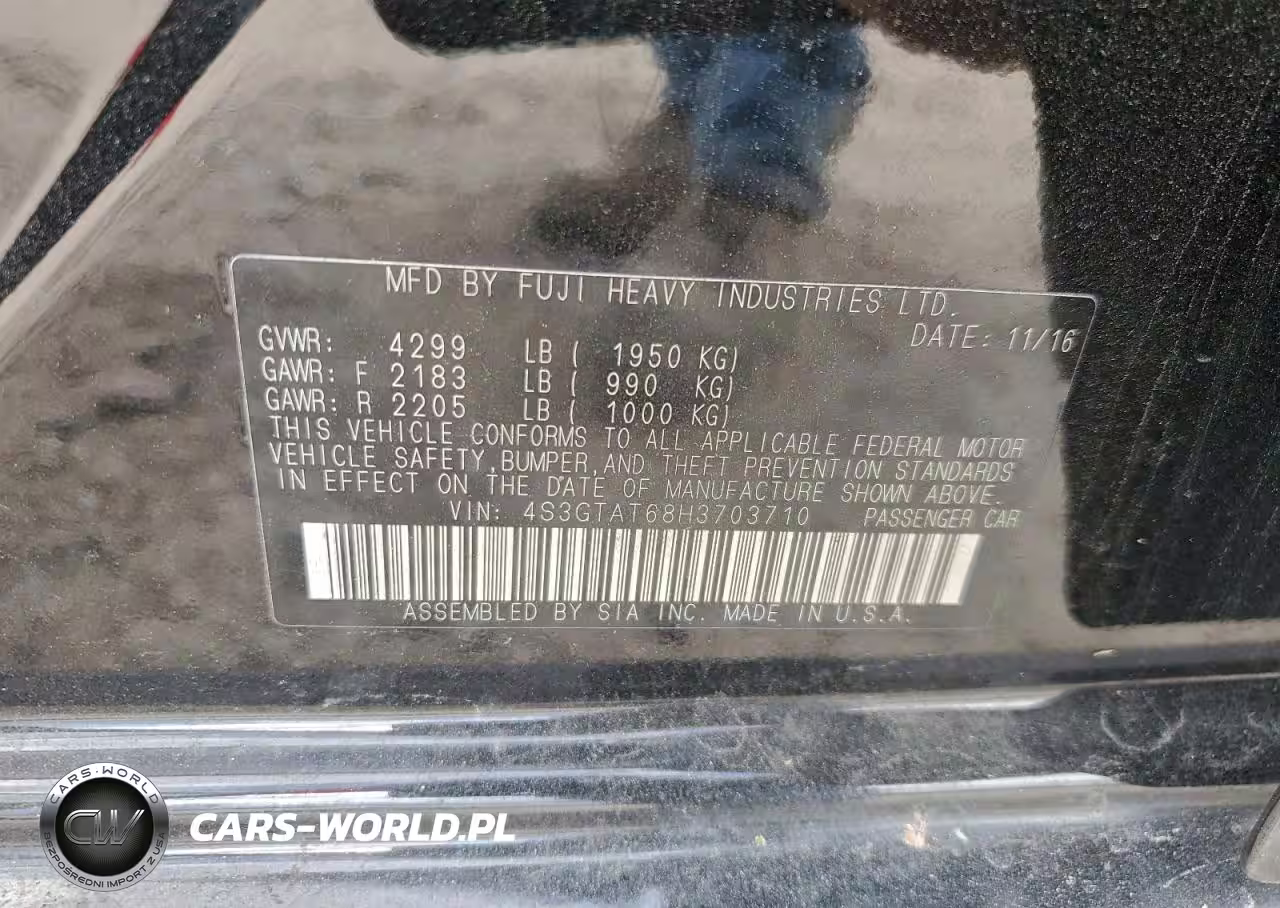 MFD BY FUJI HEAVY INDUSTRIES LTD.
DATE: 11/16
GVWR: 4299 LB ( 1950 KG)
GAWR: F 2183 LB ( 990 KG)
GAWR: R 2205 LB ( 1000 KG)
THIS VEHICLE CONFORMS TO ALL APPLICABLE FEDERAL MOTOR
VEHICLE SAFETY, BUMPER, AND THEFT PREVENTION STANDARDS
IN EFFECT ON THE DATE OF MANUFACTURE SHOWN ABOVE.
VIN: 4S3GTAT68H3703710 PASSENGER CAR
ASSEMBLED BY SIA INC. MADE IN U.S.A.
CARS-WORLD
CW
BEZPOŚREDNI IMPORT Z USA
CARS-WORLD.PL